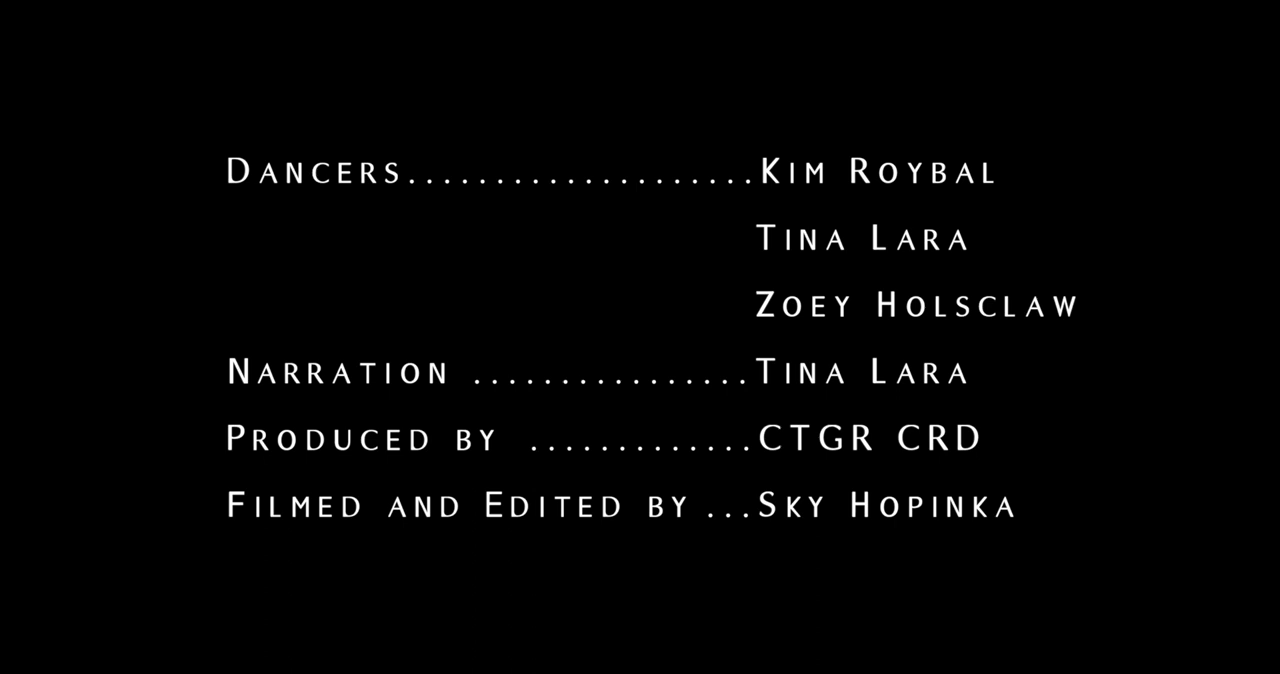 Dancers....................Kim Roybal
Tina Lara
Zoey Holsclaw
Narration ................Tina Lara
Produced by .............CTGR CRD
Filmed and Edited by ...Sky Hopinka